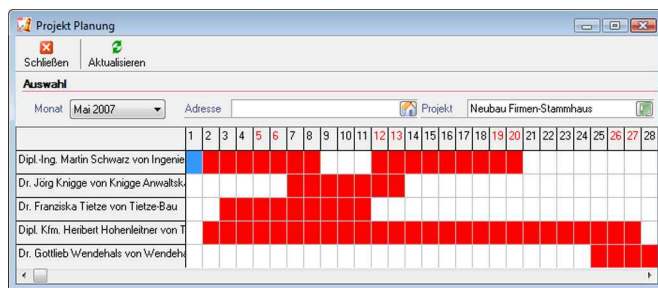 Projekt Planung
Schließen Aktualisieren
Auswahl
Monat Mai 2007 Adresse Projekt Neubau Firmen-Stammhaus
1 2 3 4 5 6 7 8 9 10 11 12 13 14 15 16 17 18 19 20 21 22 23 24 25 26 27 28
Dipl.-Ing. Martin Schwarz von Ingenie
Dr. Jörg Knigge von Knigge Anwaltsk
Dr. Franziska Tietze von Tietze-Bau
Dipl. Kfm. Heribert Hohenleitner von T
Dr. Gottlieb Wendehals von Wendeha